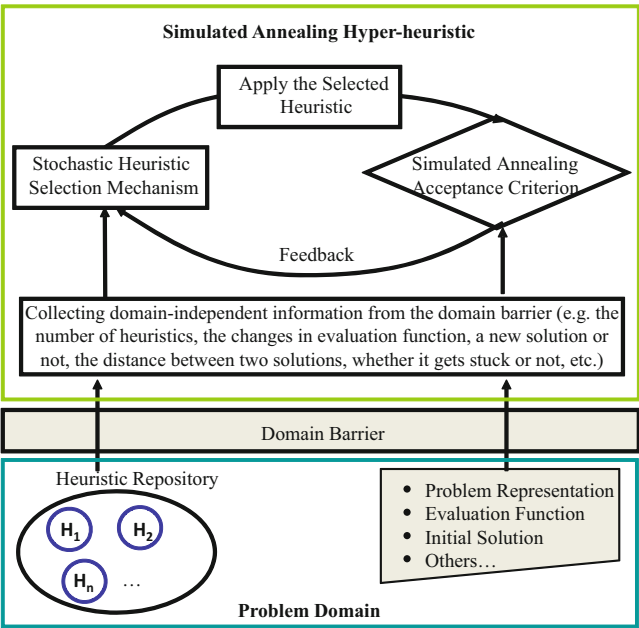 Simulated Annealing Hyper-heuristic
Apply the Selected
Heuristic
Stochastic Heuristic
Selection Mechanism
Simulated Annealing
Acceptance Criterion
Feedback
Collecting domain-independent information from the domain barrier (e.g. the
number of heuristics, the changes in evaluation function, a new solution or
not, the distance between two solutions, whether it gets stuck or not, etc.)
Domain Barrier
Heuristic Repository
H1
H2
Hn
…
• Problem Representation
• Evaluation Function
• Initial Solution
• Others…
Problem Domain